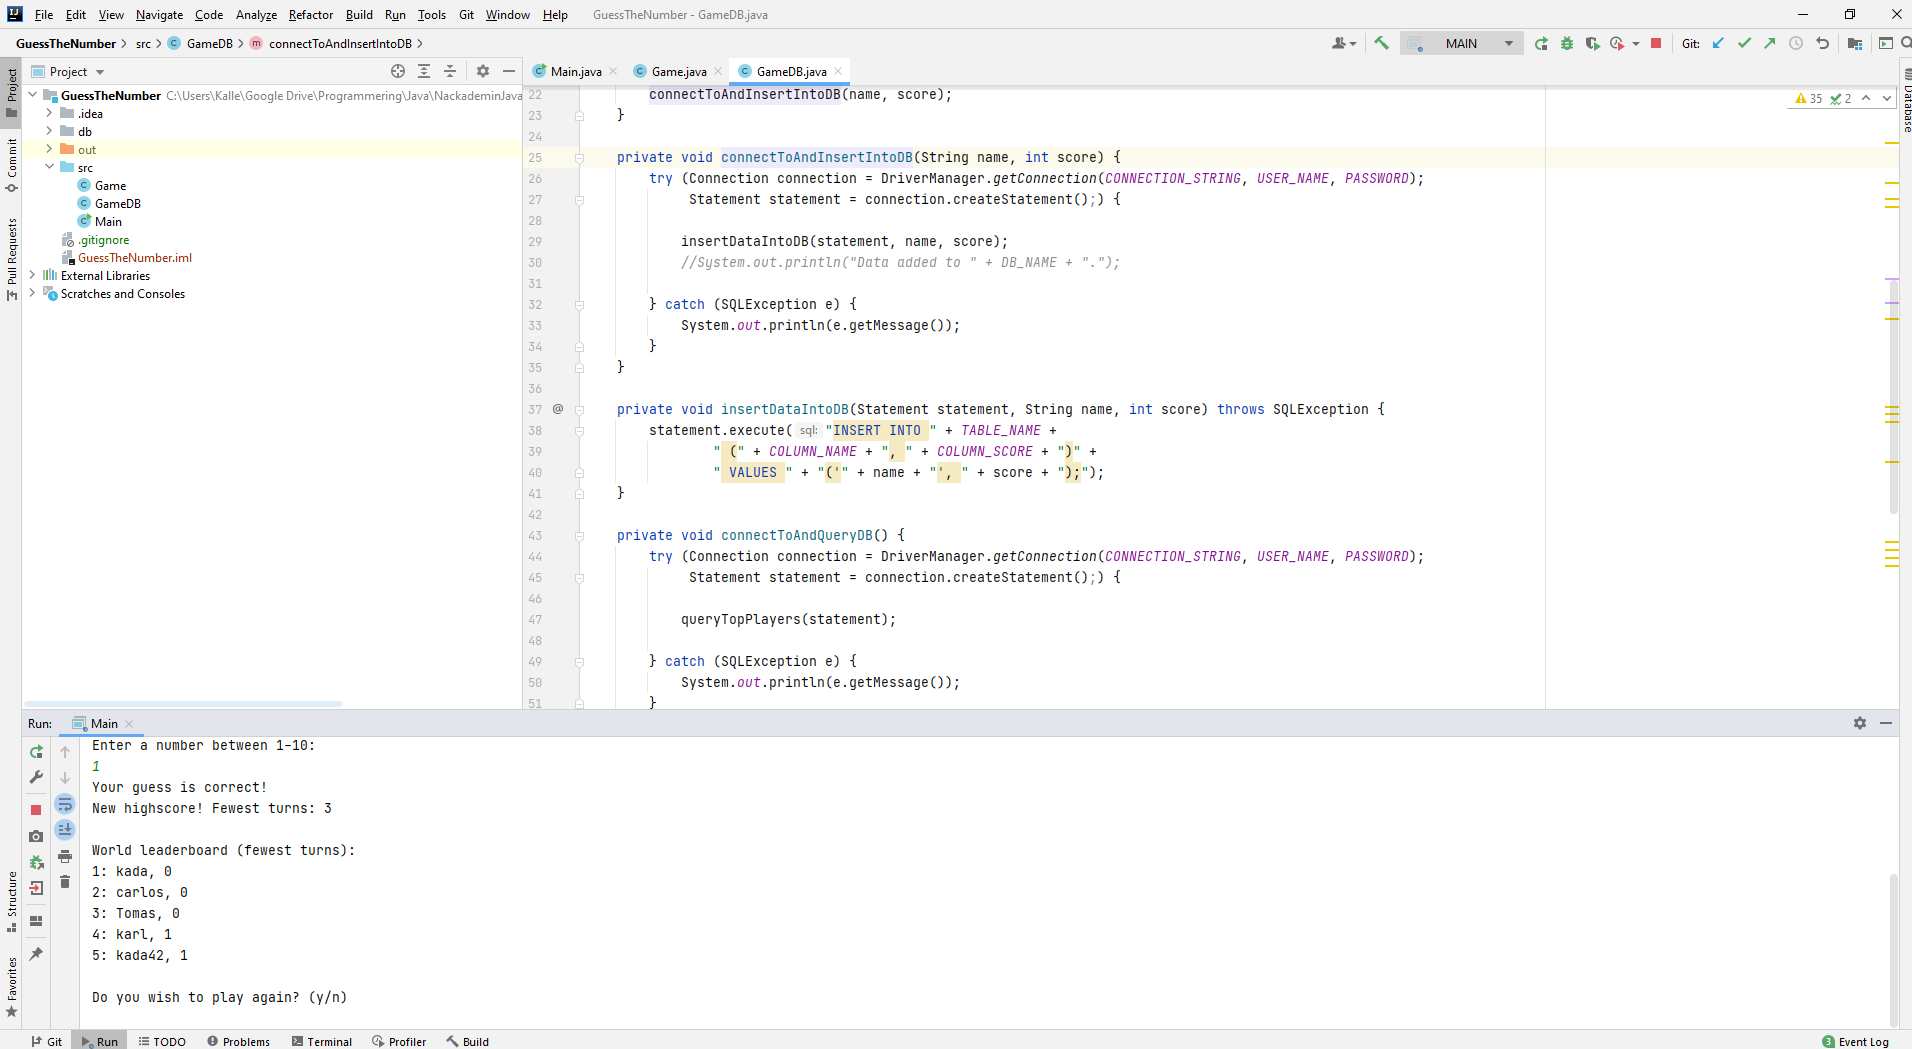 File Edit View Navigate Code Analyze Refactor Build Run Tools Git Window Help GuessTheNumber - GameDB.java
GuessTheNumber src GameDB connectToAndInsertIntoDB MAIN Git:
Project
Main.java Game.java GameDB.java
GuessTheNumber C:\Users\Kalle\Google Drive\Programmering\Java\NackademinJava
.idea
db
out
src
Game
GameDB
Main
.gitignore
GuessTheNumber.iml
External Libraries
Scratches and Consoles
Project
Commit
Pull Requests
Structure
Favorites
Database
35 2
22 connectToAndInsertIntoDB(name, score);
23 }
24
25 private void connectToAndInsertIntoDB(String name, int score) {
26 try (Connection connection = DriverManager.getConnection(CONNECTION_STRING, USER_NAME, PASSWORD);
27 Statement statement = connection.createStatement();) {
28
29 insertDataIntoDB(statement, name, score);
30 //System.out.println("Data added to " + DB_NAME + ".");
31
32 } catch (SQLException e) {
33 System.out.println(e.getMessage());
34 }
35 }
36
37 @ private void insertDataIntoDB(Statement statement, String name, int score) throws SQLException {
38 statement.execute( sql: "INSERT INTO " + TABLE_NAME +
39 " (" + COLUMN_NAME + ", " + COLUMN_SCORE + ")" +
40 " VALUES " + "('" + name + "', " + score + ");");
41 }
42
43 private void connectToAndQueryDB() {
44 try (Connection connection = DriverManager.getConnection(CONNECTION_STRING, USER_NAME, PASSWORD);
45 Statement statement = connection.createStatement();) {
46
47 queryTopPlayers(statement);
48
49 } catch (SQLException e) {
50 System.out.println(e.getMessage());
51 }
Run: Main
Enter a number between 1-10:
1
Your guess is correct!
New highscore! Fewest turns: 3
World leaderboard (fewest turns):
1: kada, 0
2: carlos, 0
3: Tomas, 0
4: karl, 1
5: kada42, 1
Do you wish to play again? (y/n)
Git Run TODO Problems Terminal Profiler Build 3 Event Log